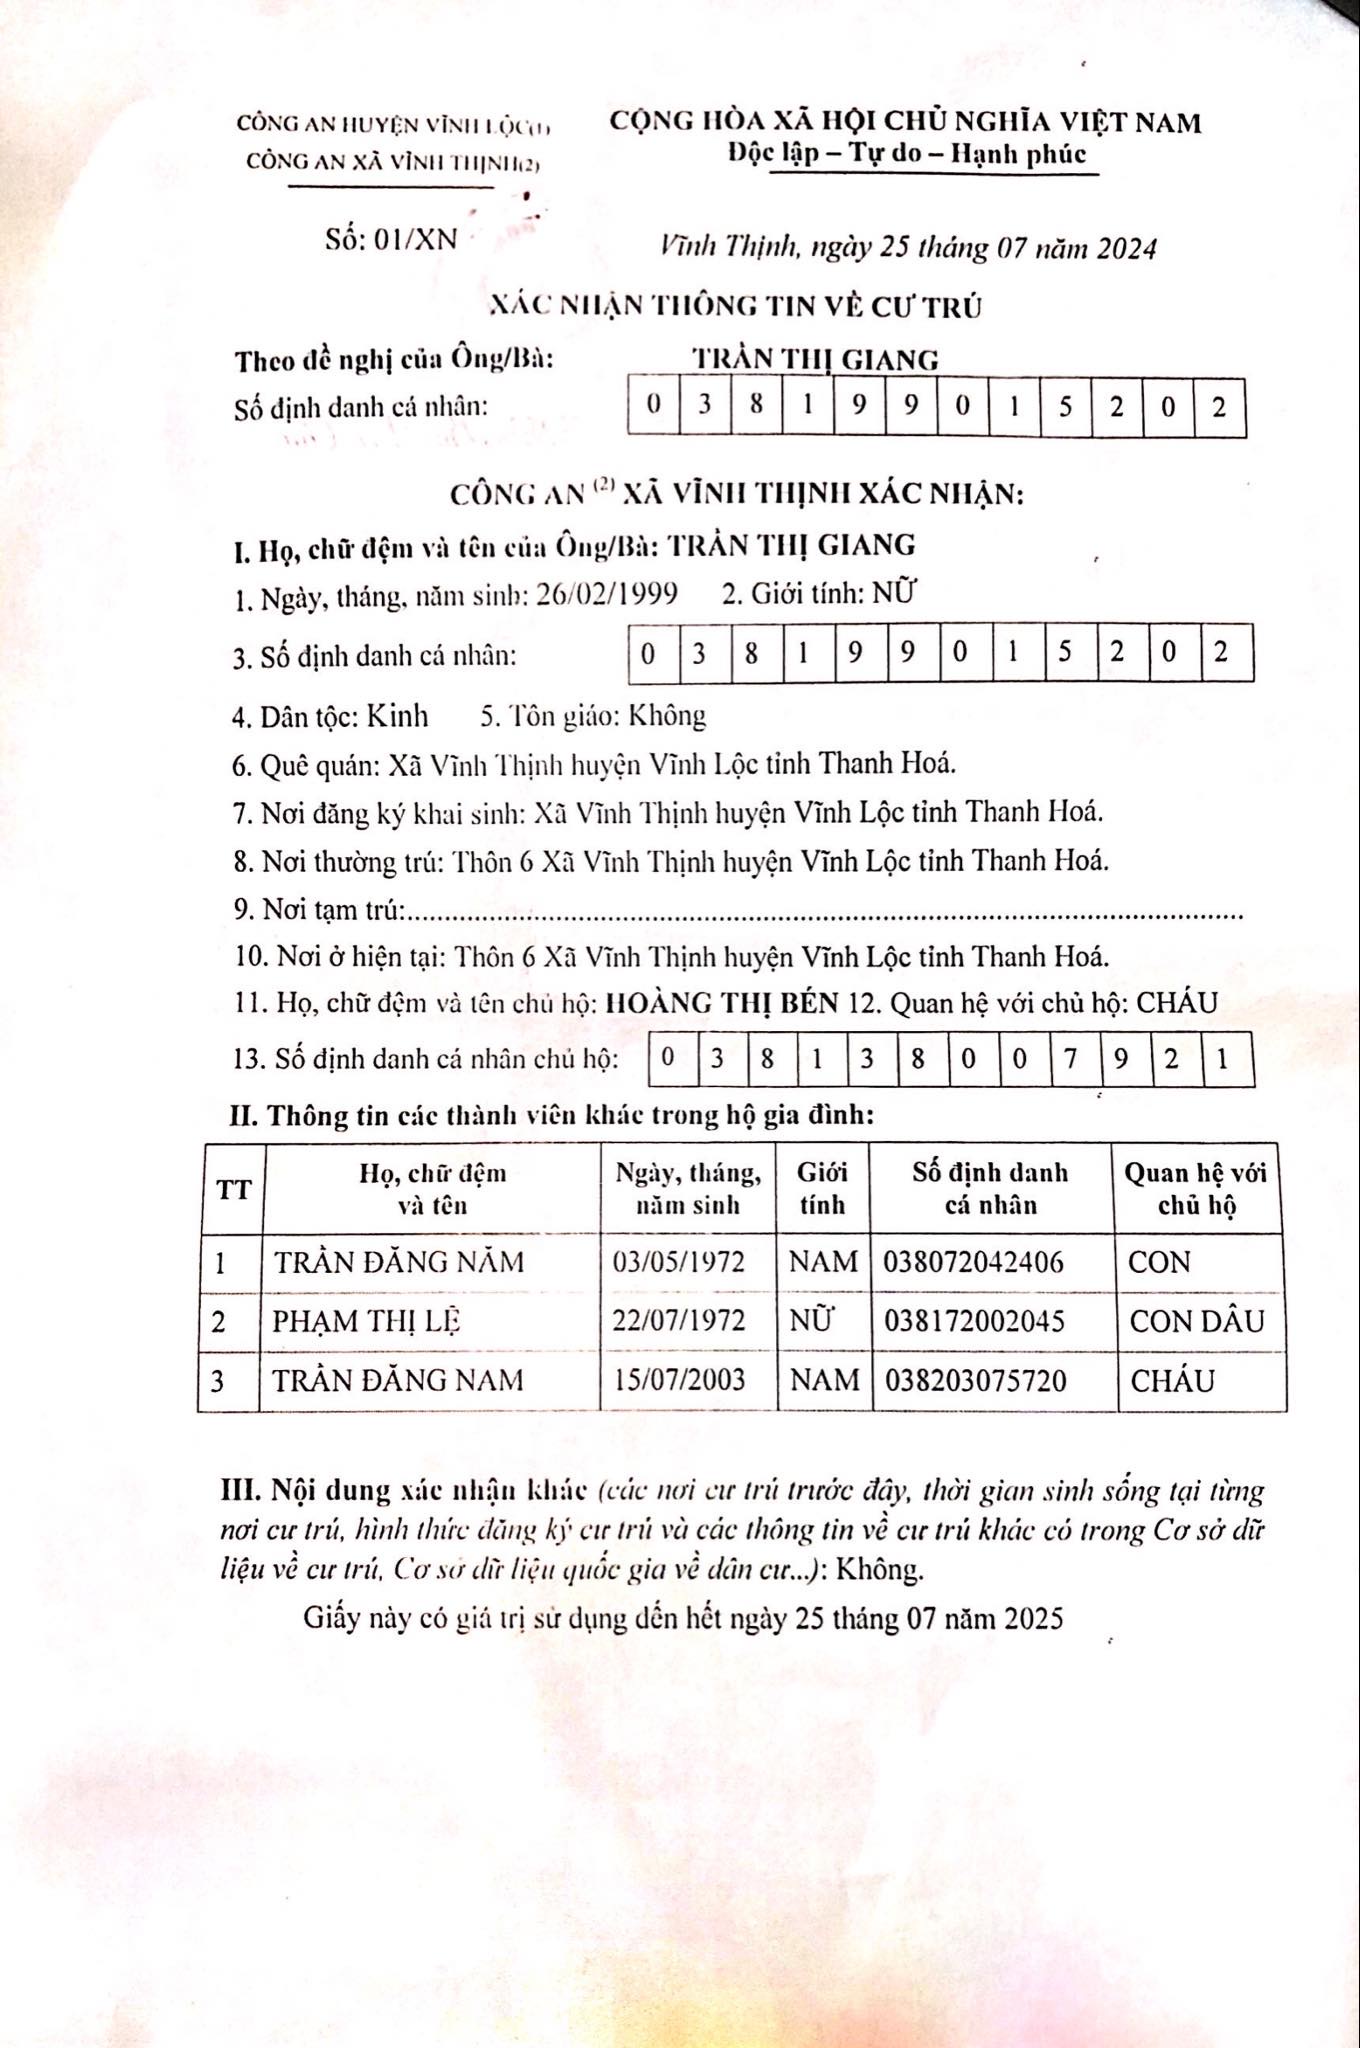 CÔNG AN HUYỆN VĨNH LỘC(1)
CÔNG AN XÃ VĨNH THỊNH(2)
CỘNG HÒA XÃ HỘI CHỦ NGHĨA VIỆT NAM
Độc lập – Tự do – Hạnh phúc
Số: 01/XN
Vĩnh Thịnh, ngày 25 tháng 07 năm 2024
XÁC NHẬN THÔNG TIN VỀ CƯ TRÚ
Theo đề nghị của Ông/Bà: TRẦN THỊ GIANG
Số định danh cá nhân: 0 3 8 1 9 9 0 1 5 2 0 2
CÔNG AN (2) XÃ VĨNH THỊNH XÁC NHẬN:
I. Họ, chữ đệm và tên của Ông/Bà: TRẦN THỊ GIANG
1. Ngày, tháng, năm sinh: 26/02/1999 2. Giới tính: NỮ
3. Số định danh cá nhân: 0 3 8 1 9 9 0 1 5 2 0 2
4. Dân tộc: Kinh 5. Tôn giáo: Không
6. Quê quán: Xã Vĩnh Thịnh huyện Vĩnh Lộc tỉnh Thanh Hoá.
7. Nơi đăng ký khai sinh: Xã Vĩnh Thịnh huyện Vĩnh Lộc tỉnh Thanh Hoá.
8. Nơi thường trú: Thôn 6 Xã Vĩnh Thịnh huyện Vĩnh Lộc tỉnh Thanh Hoá.
9. Nơi tạm trú:..........
10. Nơi ở hiện tại: Thôn 6 Xã Vĩnh Thịnh huyện Vĩnh Lộc tỉnh Thanh Hoá.
11. Họ, chữ đệm và tên chủ hộ: HOÀNG THỊ BÉN 12. Quan hệ với chủ hộ: CHÁU
13. Số định danh cá nhân chủ hộ: 0 3 8 1 3 8 0 0 7 9 2 1
II. Thông tin các thành viên khác trong hộ gia đình:
TT Họ, chữ đệm và tên Ngày, tháng, năm sinh Giới tính Số định danh cá nhân Quan hệ với chủ hộ
1 TRẦN ĐĂNG NĂM 03/05/1972 NAM 038072042406 CON
2 PHẠM THỊ LỆ 22/07/1972 NỮ 038172002045 CON DÂU
3 TRẦN ĐĂNG NAM 15/07/2003 NAM 038203075720 CHÁU
III. Nội dung xác nhận khác (các nơi cư trú trước đây, thời gian sinh sống tại từng
nơi cư trú, hình thức đăng ký cư trú và các thông tin về cư trú khác có trong Cơ sở dữ
liệu về cư trú, Cơ sở dữ liệu quốc gia về dân cư...): Không.
Giấy này có giá trị sử dụng đến hết ngày 25 tháng 07 năm 2025